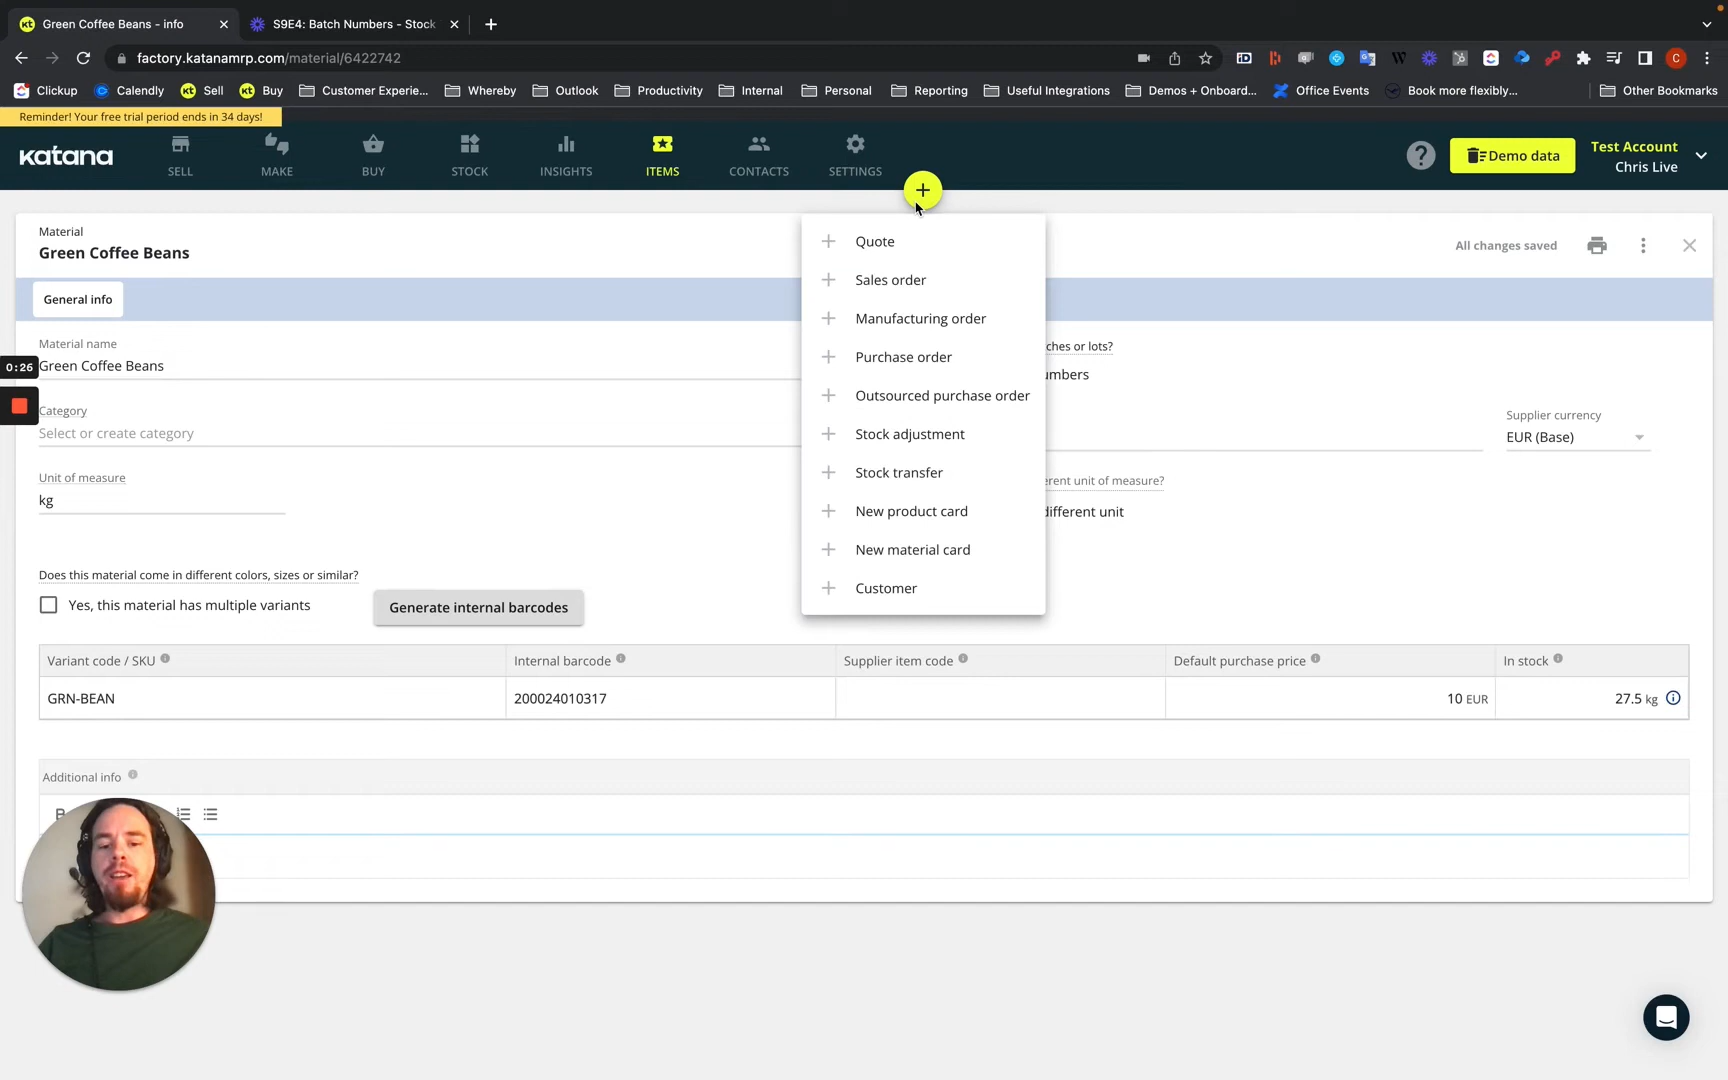 Green Coffee Beans - info
S9E4: Batch Numbers - Stock
factory.katanamrp.com/material/6422742
Clickup
Calendly
Sell
Buy
Customer Experie...
Whereby
Outlook
Productivity
Internal
Personal
Reporting
Useful Integrations
Demos + Onboard...
Office Events
Book more flexibly...
Other Bookmarks
Reminder! Your free trial period ends in 34 days!
katana
SELL
MAKE
BUY
STOCK
INSIGHTS
ITEMS
CONTACTS
SETTINGS
Demo data
Test Account
Chris Live
Material
Green Coffee Beans
All changes saved
General info
Quote
Sales order
Manufacturing order
Purchase order
Outsourced purchase order
Stock adjustment
Stock transfer
New product card
New material card
Customer
Material name
Green Coffee Beans
ches or lots?
umbers
0:26
Category
Select or create category
Supplier currency
EUR (Base)
Unit of measure
kg
erent unit of measure?
different unit
Does this material come in different colors, sizes or similar?
Yes, this material has multiple variants
Generate internal barcodes
Variant code / SKU
Internal barcode
Supplier item code
Default purchase price
In stock
GRN-BEAN
200024010317
10 EUR
27.5 kg
Additional info